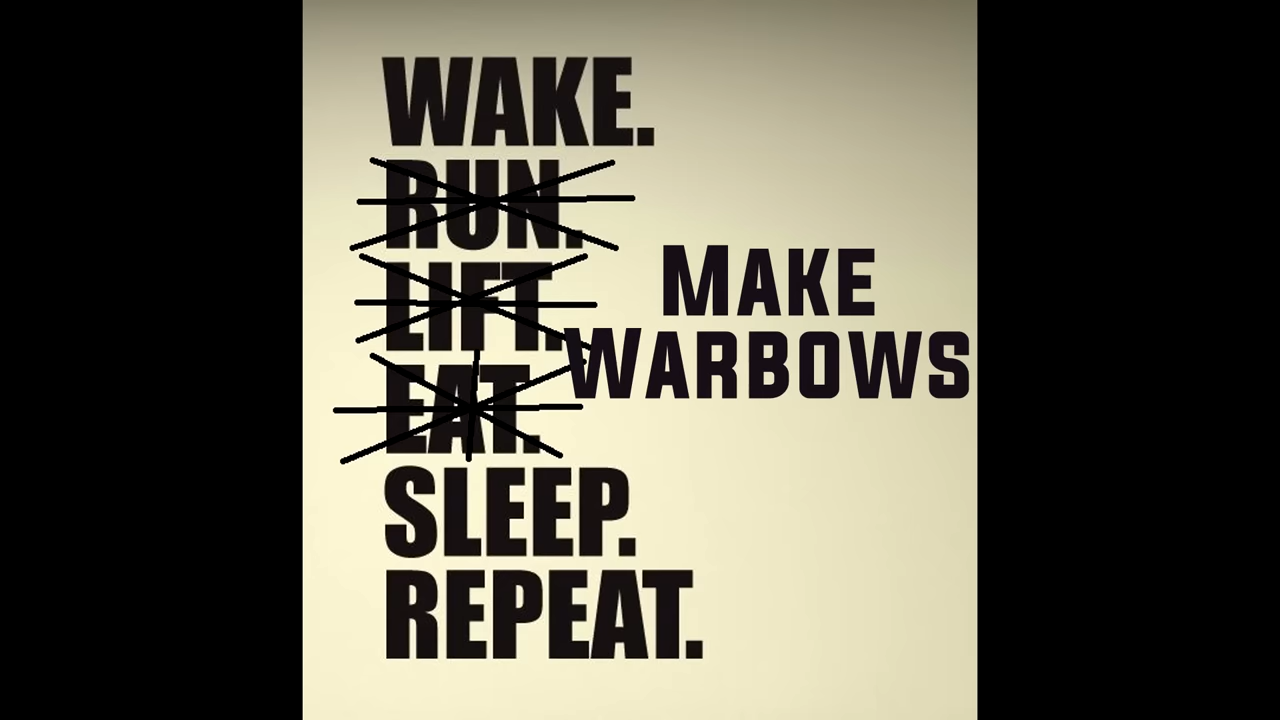 WAKE.
RUN.
LIFT.
EAT.
MAKE
WARBOWS
SLEEP.
REPEAT.